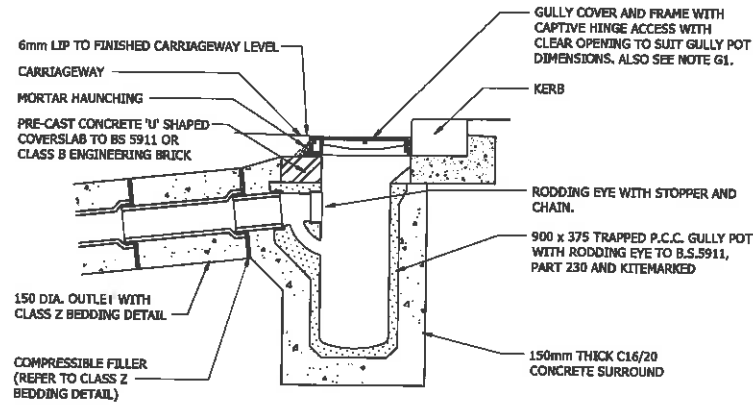 6mm LIP TO FINISHED CARRIAGEWAY LEVEL
CARRIAGEWAY
MORTAR HAUNCHING
PRE-CAST CONCRETE 'U' SHAPED
COVERSLAB TO BS 5911 OR
CLASS B ENGINEERING BRICK
150 DIA. OUTLET WITH
CLASS Z BEDDING DETAIL
COMPRESSIBLE FILLER
(REFER TO CLASS Z
BEDDING DETAIL)
GULLY COVER AND FRAME WITH
CAPTIVE HINGE ACCESS WITH
CLEAR OPENING TO SUIT GULLY POT
DIMENSIONS. ALSO SEE NOTE G1.
KERB
RODDING EYE WITH STOPPER AND
CHAIN.
900 x 375 TRAPPED P.C.C. GULLY POT
WITH RODDING EYE TO B.S.5911,
PART 230 AND KITEMARKED
150mm THICK C16/20
CONCRETE SURROUND